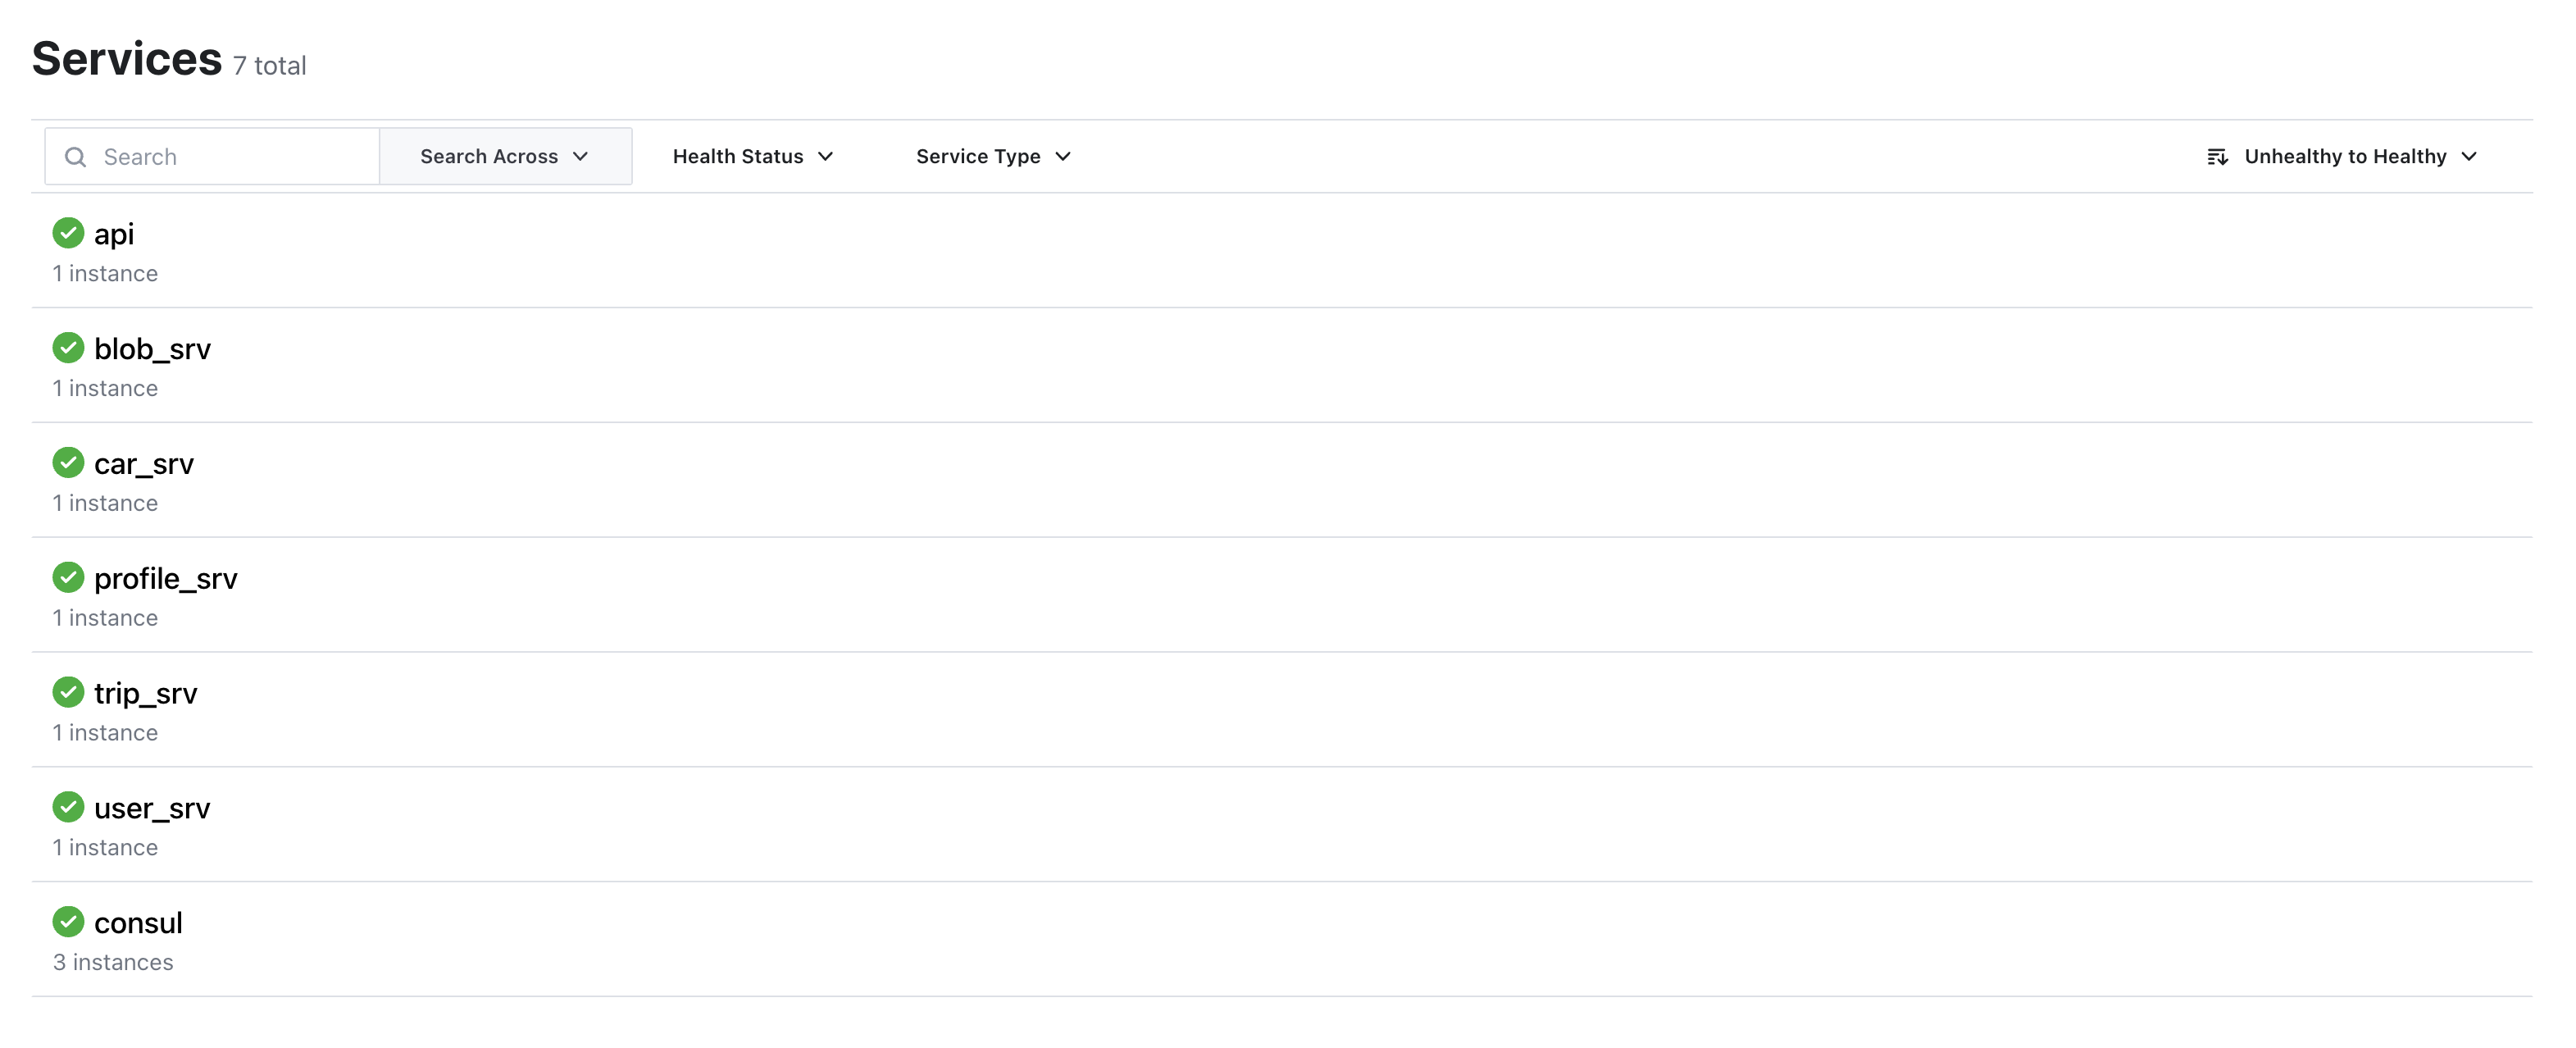 Services 7 total
Search Search Across Health Status Service Type Unhealthy to Healthy
api
1 instance
blob_srv
1 instance
car_srv
1 instance
profile_srv
1 instance
trip_srv
1 instance
user_srv
1 instance
consul
3 instances